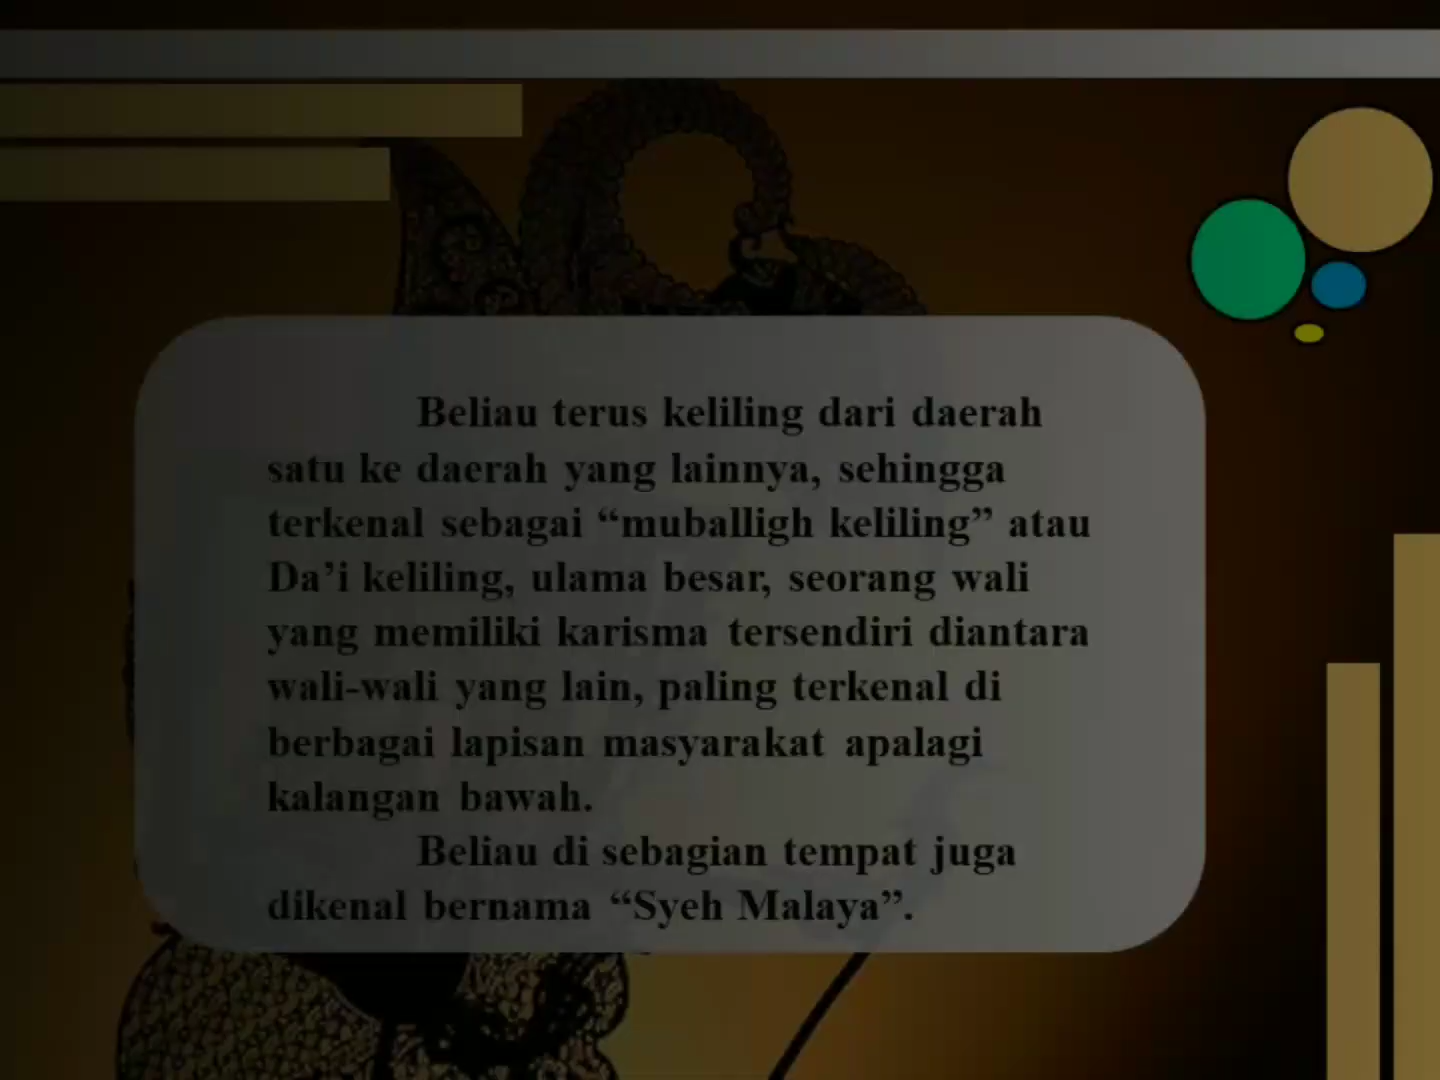 Beliau terus keliling dari daerah
satu ke daerah yang lainnya, sehingga
terkenal sebagai “muballigh keliling” atau
Da’i keliling, ulama besar, seorang wali
yang memiliki karisma tersendiri diantara
wali-wali yang lain, paling terkenal di
berbagai lapisan masyarakat apalagi
kalangan bawah.
Beliau di sebagian tempat juga
dikenal bernama “Syeh Malaya”.